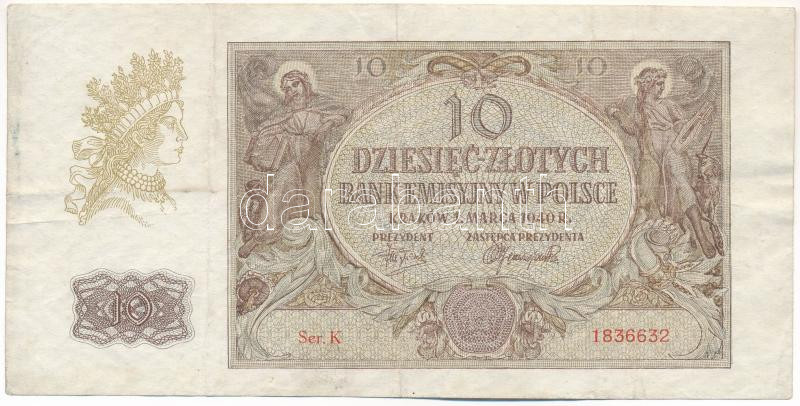 10 10
10
DZIESIĘĆ·ZŁOTYCH
BANK EMISYJNY W POLSCE
KRAKÓW 1. MARCA 1940 R.
PREZYDENT ZASTĘPCA PREZYDENTA
10
Ser. K 1836632